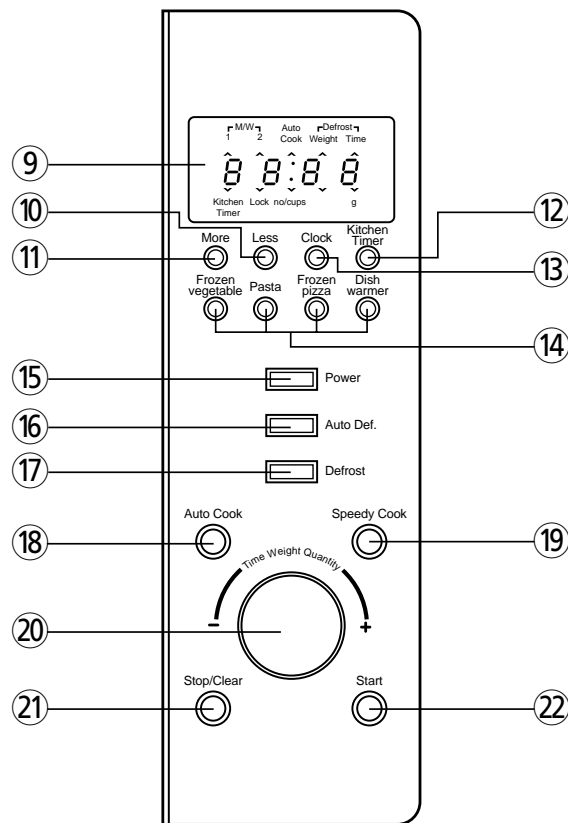 M/W Auto Defrost
1 2 Cook Weight Time
9
8 8:8 8
Kitchen Lock no/cups g
Timer
10
12
More Less Clock Kitchen
Timer
11
13
Frozen Pasta Frozen Dish
vegetable pizza warmer
14
15 Power
16 Auto Def.
17 Defrost
Auto Cook Speedy Cook
18 19
Time Weight Quantity
− +
20
Stop/Clear Start
21 22